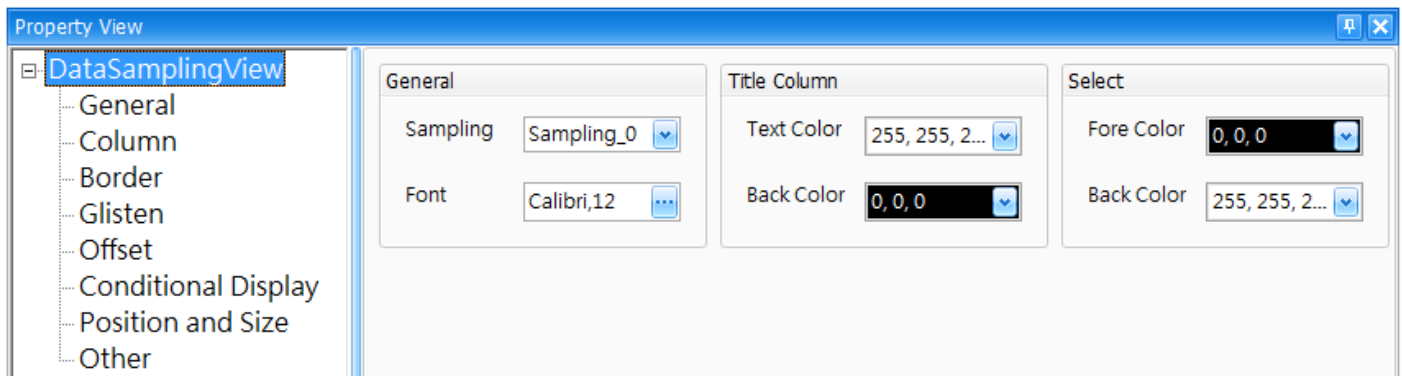 Property View
DataSamplingView
General
Column
Border
Glisten
Offset
Conditional Display
Position and Size
Other
General
Sampling Sampling_0
Font Calibri,12 ...
Title Column
Text Color 255, 255, 2...
Back Color 0, 0, 0
Select
Fore Color 0, 0, 0
Back Color 255, 255, 2...